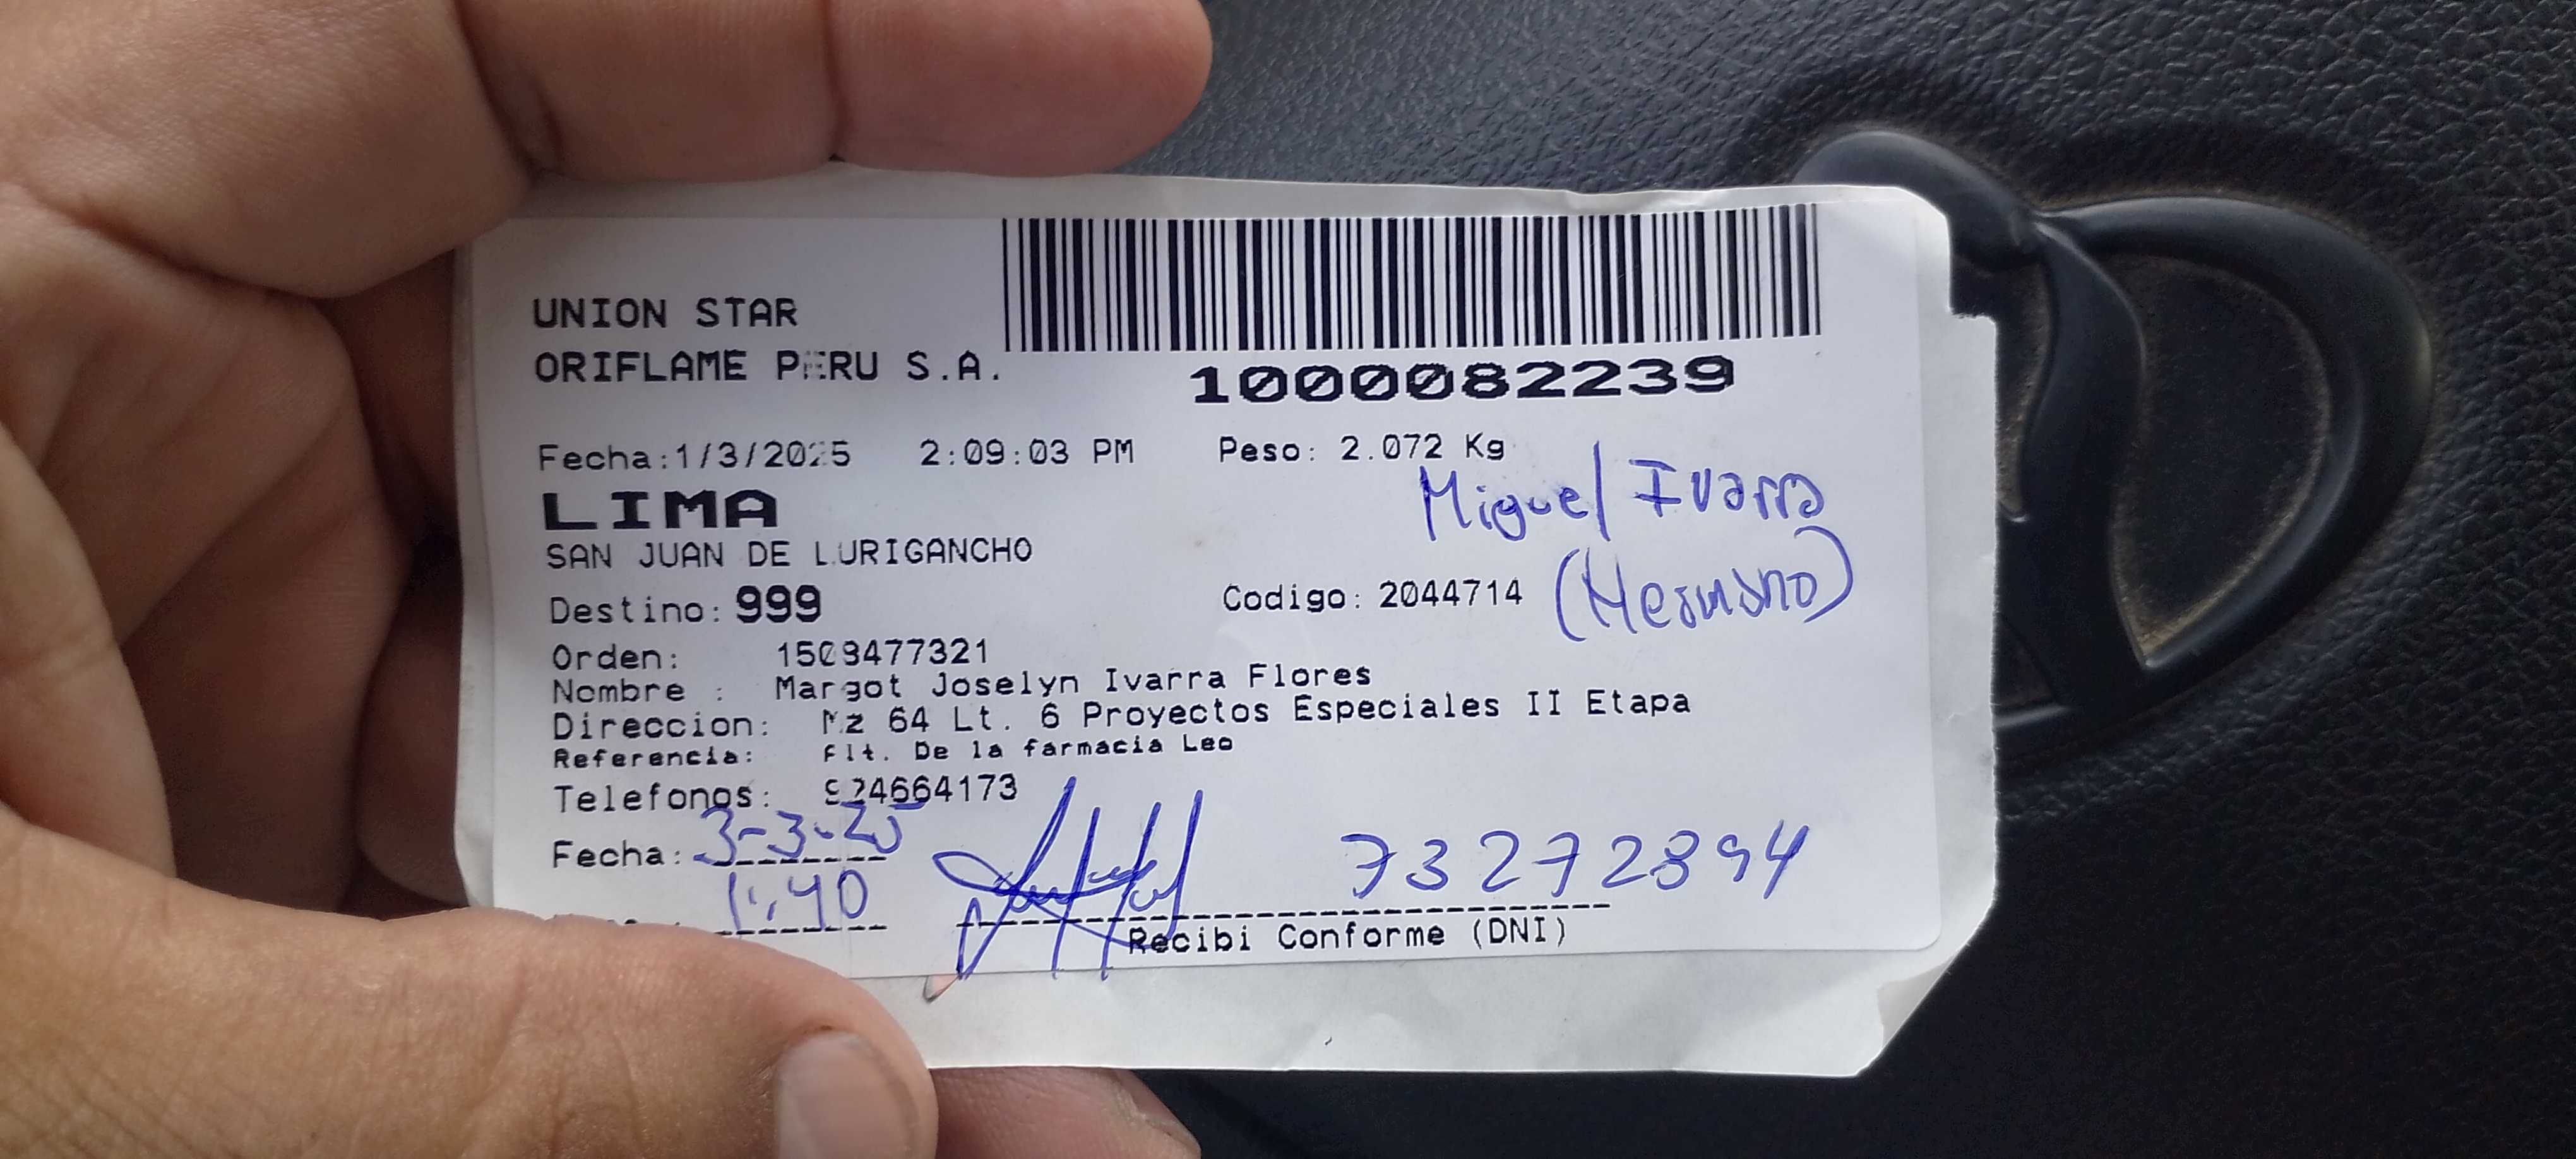 UNION STAR
ORIFLAME PERU S.A.
1000082239
Fecha:1/3/2025 2:09:03 PM Peso: 2.072 Kg
Miguel Ivarra
LIMA
SAN JUAN DE LURIGANCHO
(Hermano)
Destino: 999 Codigo: 2044714
Orden: 1509477321
Nombre : Margot Joselyn Ivarra Flores
Direccion: Mz 64 Lt. 6 Proyectos Especiales II Etapa
Referencia: Flt. De la farmacia Leo
Telefonos: 924664173
Fecha: 3-3-25
73272894
1:40
Recibi Conforme (DNI)